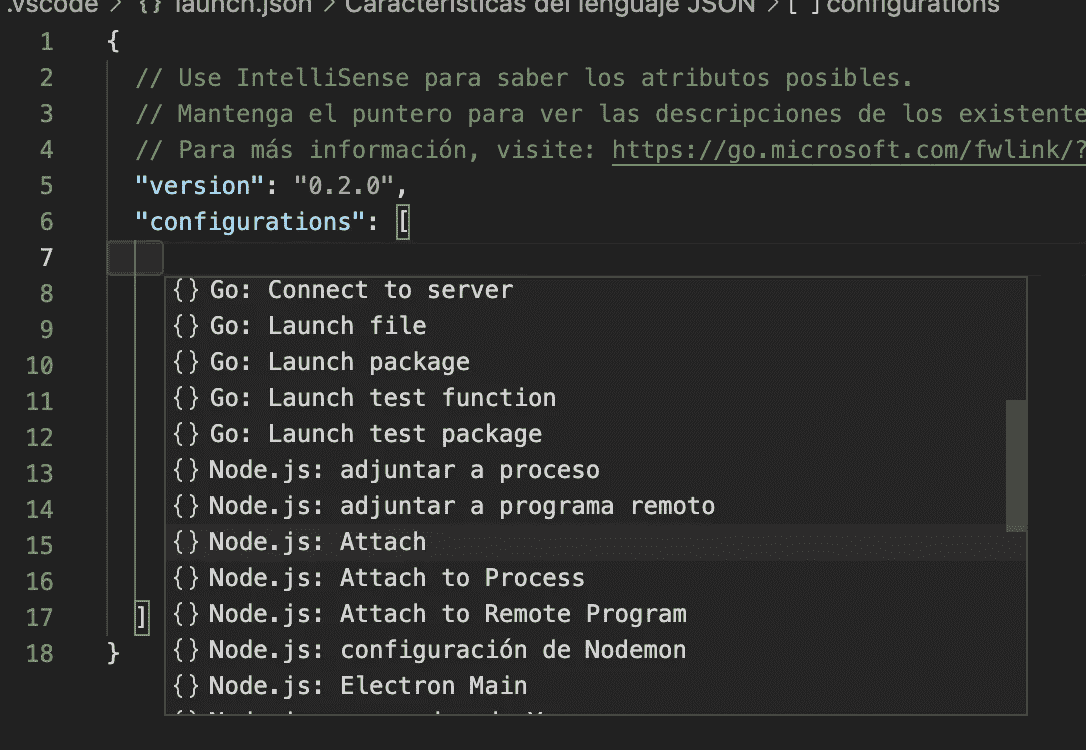 .vscode > {} launch.json > Características del lenguaje JSON > [ ] configurations
1 {
2 // Use IntelliSense para saber los atributos posibles.
3 // Mantenga el puntero para ver las descripciones de los existente
4 // Para más información, visite: https://go.microsoft.com/fwlink/?
5 "version": "0.2.0",
6 "configurations": [
7
8 {} Go: Connect to server
9 {} Go: Launch file
10 {} Go: Launch package
11 {} Go: Launch test function
12 {} Go: Launch test package
13 {} Node.js: adjuntar a proceso
14 {} Node.js: adjuntar a programa remoto
15 {} Node.js: Attach
16 {} Node.js: Attach to Process
17 ] {} Node.js: Attach to Remote Program
18 } {} Node.js: configuración de Nodemon
{} Node.js: Electron Main